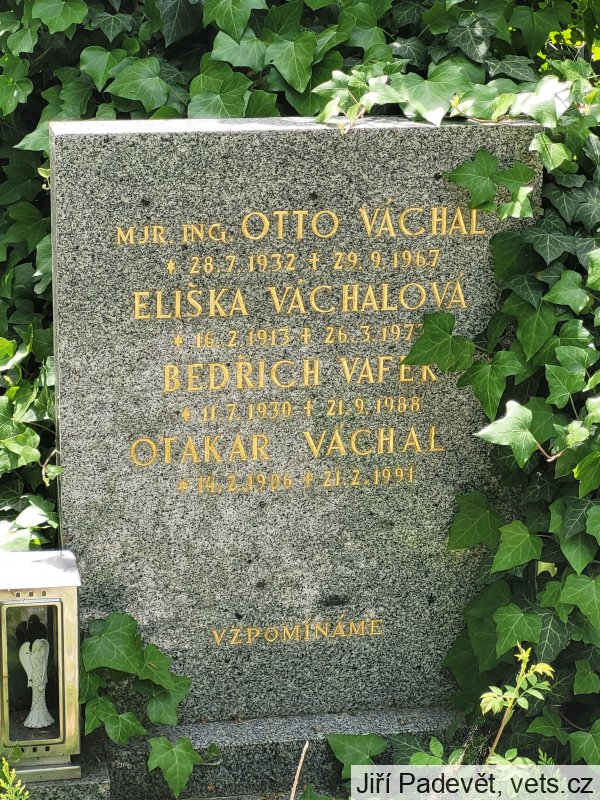 MJR. ING. OTTO VÁCHAL
* 28.7.1932 † 29.9.1967
ELIŠKA VÁCHALOVÁ
* 16.2.1913 † 26.3.197
BEDŘICH VAFEK
* 11.7.1930 † 21.9.1988
OTAKAR VÁCHAL
* 14.2.1906 † 21.2.1991
VZPOMÍNÁME
Jiří Padevět, vets.cz